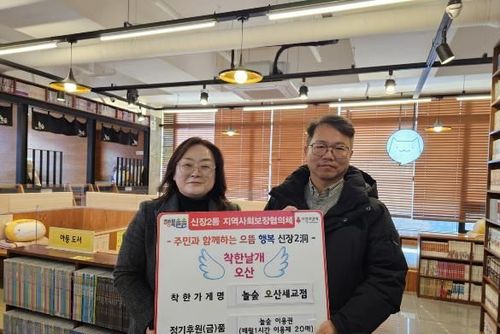 신장2동 지역사회보장협의체
- 주민과 함께하는 으뜸 행복 신장2洞 -
착한날개
오산
착한가게명 놀숲 오산세교점
정기후원(금)품 놀숲 이용권
(매월1시간 이용제 20매)
아동 도서